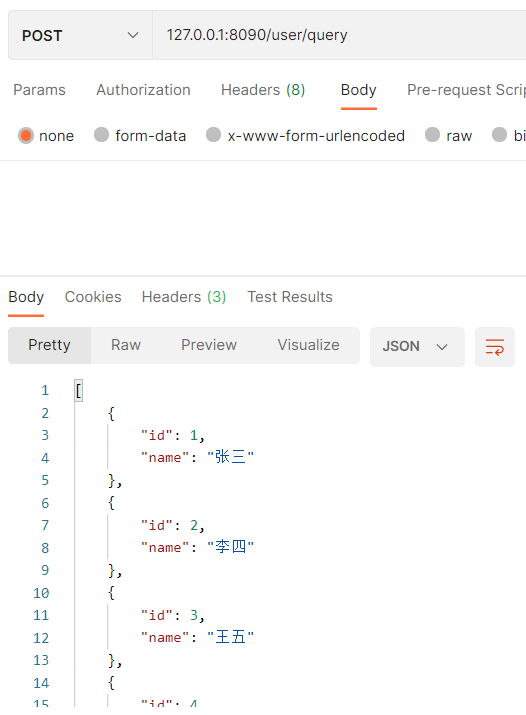 POST 127.0.0.1:8090/user/query
Params Authorization Headers (8) Body Pre-request Scrip
none form-data x-www-form-urlencoded raw bi
Body Cookies Headers (3) Test Results
Pretty Raw Preview Visualize JSON
1 [
2 {
3 "id": 1,
4 "name": "张三"
5 },
6 {
7 "id": 2,
8 "name": "李四"
9 },
10 {
11 "id": 3,
12 "name": "王五"
13 },
14 {
15 "id": 4